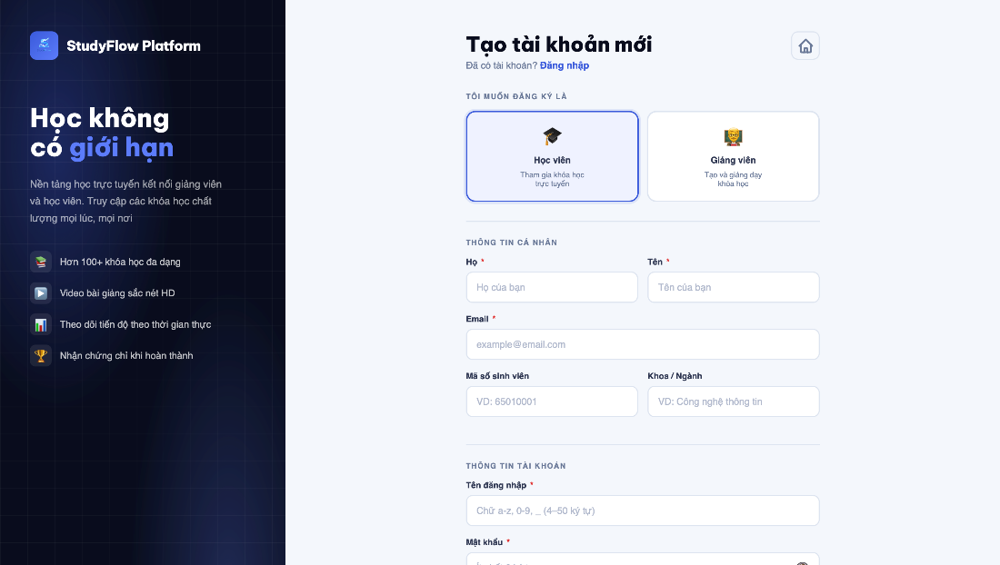 StudyFlow Platform
Học không
có giới hạn
Nền tảng học trực tuyến kết nối giảng viên
và học viên. Truy cập các khóa học chất
lượng mọi lúc, mọi nơi
Hơn 100+ khóa học đa dạng
Video bài giảng sắc nét HD
Theo dõi tiến độ theo thời gian thực
Nhận chứng chỉ khi hoàn thành
Tạo tài khoản mới
Đã có tài khoản? Đăng nhập
TÔI MUỐN ĐĂNG KÝ LÀ
Học viên
Tham gia khóa học
trực tuyến
Giảng viên
Tạo và giảng dạy
khóa học
THÔNG TIN CÁ NHÂN
Họ *
Tên *
Họ của bạn
Tên của bạn
Email *
example@email.com
Mã số sinh viên
Khoa / Ngành
VD: 65010001
VD: Công nghệ thông tin
THÔNG TIN TÀI KHOẢN
Tên đăng nhập *
Chữ a-z, 0-9, _ (4–50 ký tự)
Mật khẩu *